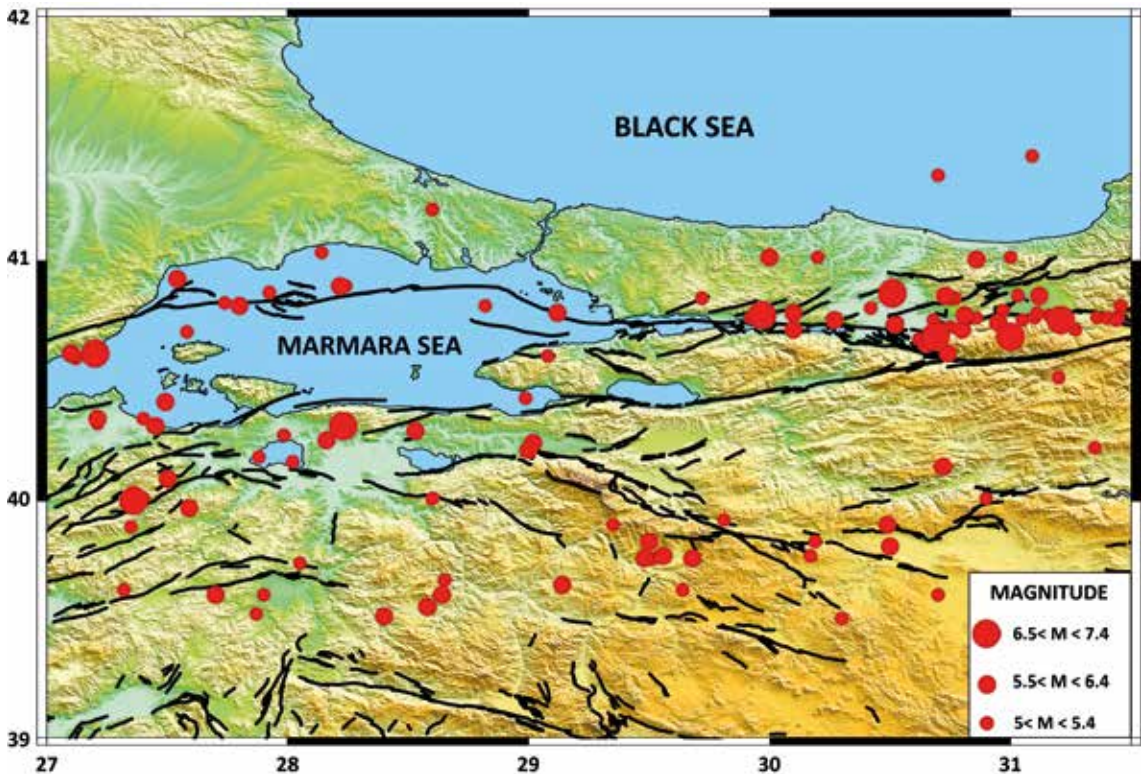 42
BLACK SEA
41
MARMARA SEA
40
MAGNITUDE
6.5< M < 7.4
5.5< M < 6.4
5< M < 5.4
39
27
28
29
30
31